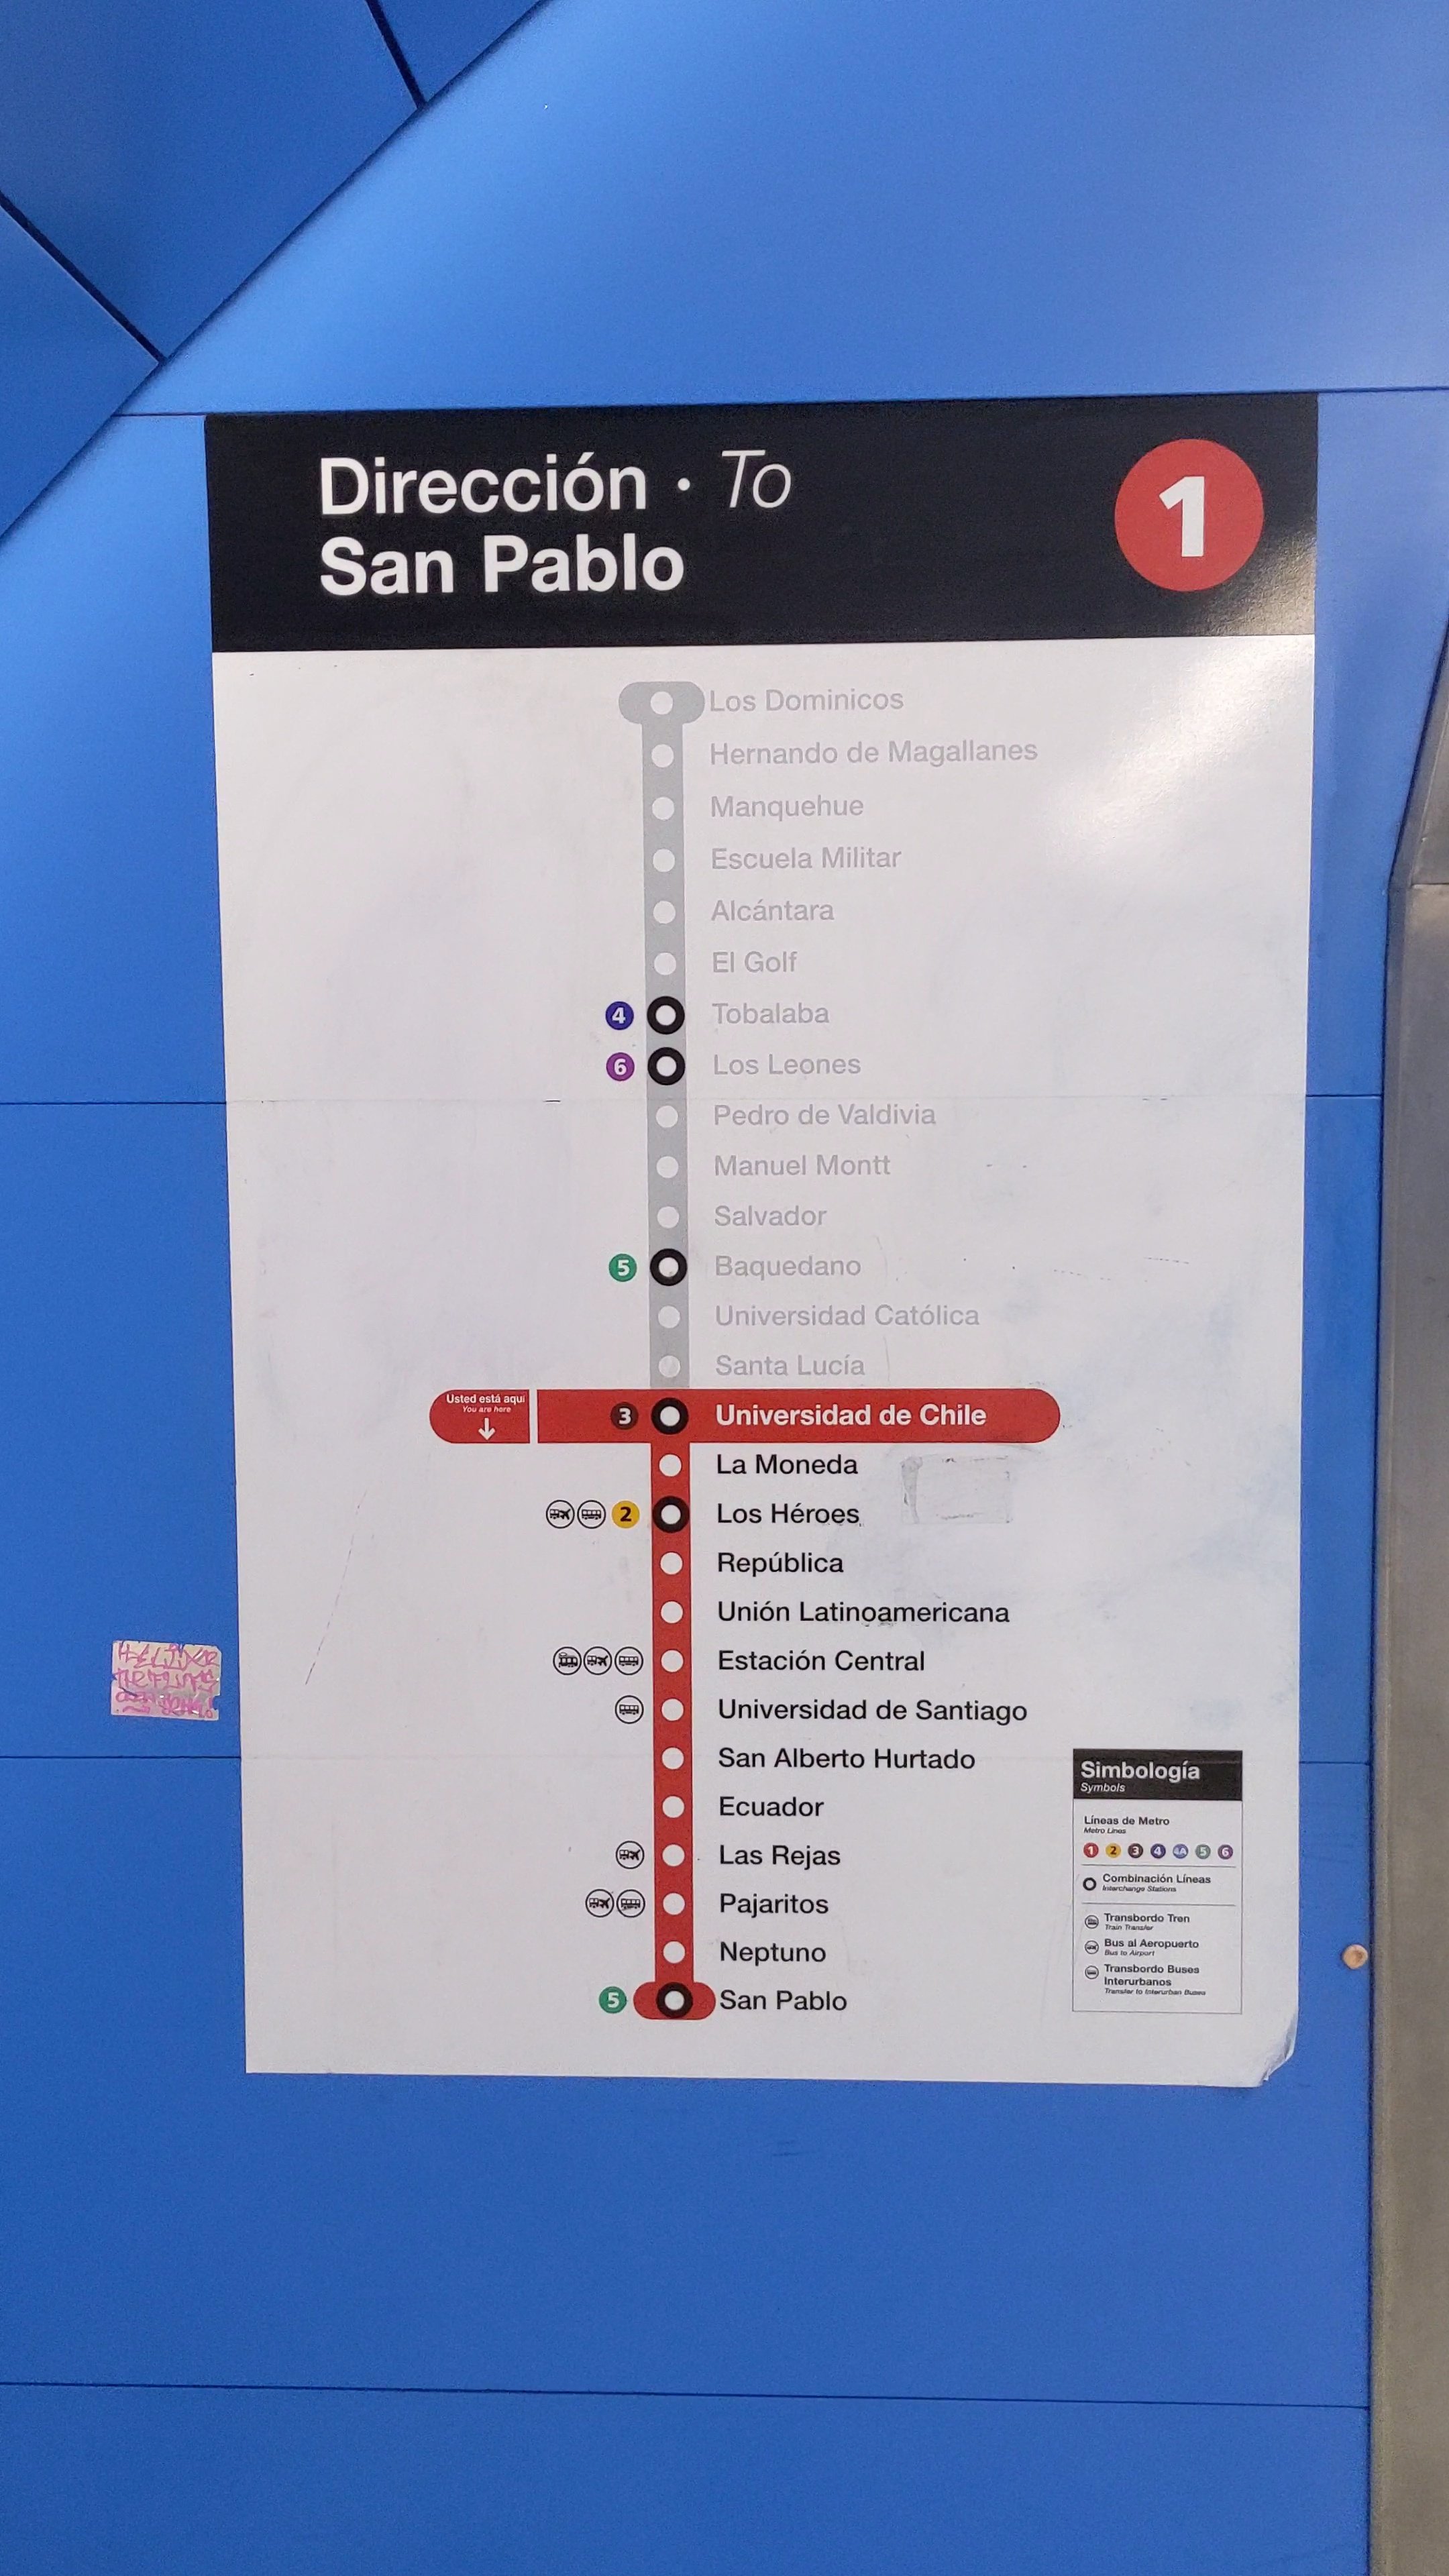 Dirección · To
San Pablo
1
Los Dominicos
Hernando de Magallanes
Manquehue
Escuela Militar
Alcántara
El Golf
4 Tobalaba
6 Los Leones
Pedro de Valdivia
Manuel Montt
Salvador
5 Baquedano
Universidad Católica
Santa Lucía
Usted está aquí
You are here
3 Universidad de Chile
La Moneda
2 Los Héroes
República
Unión Latinoamericana
Estación Central
Universidad de Santiago
San Alberto Hurtado
Ecuador
Las Rejas
Pajaritos
Neptuno
5 San Pablo
Simbología
Symbols
Líneas de Metro
Metro Lines
1 2 3 4 4A 5 6
Combinación Líneas
Interchange Stations
Transbordo Tren
Train Transfer
Bus al Aeropuerto
Bus to Airport
Transbordo Buses
Interurbanos
Transfer to Interurban Buses